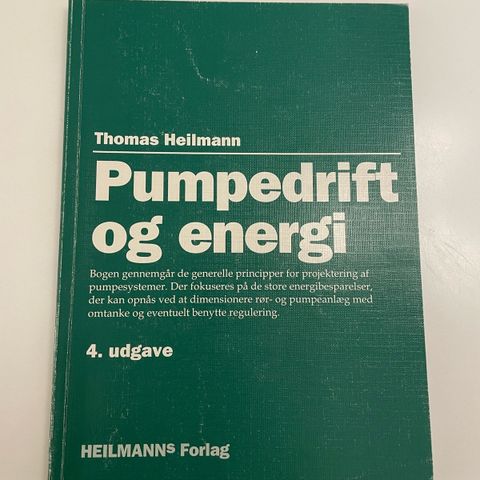 Thomas Heilmann
Pumpedrift
og energi
Bogen gennemgår de generelle principper for projektering af
pumpesystemer. Der fokuseres på de store energibesparelser,
der kan opnås ved at dimensionere rør- og pumpeanlæg med
omtanke og eventuelt benytte regulering.
4. udgave
HEILMANNs Forlag